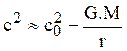 c² ≈ c₀² − G.M/r